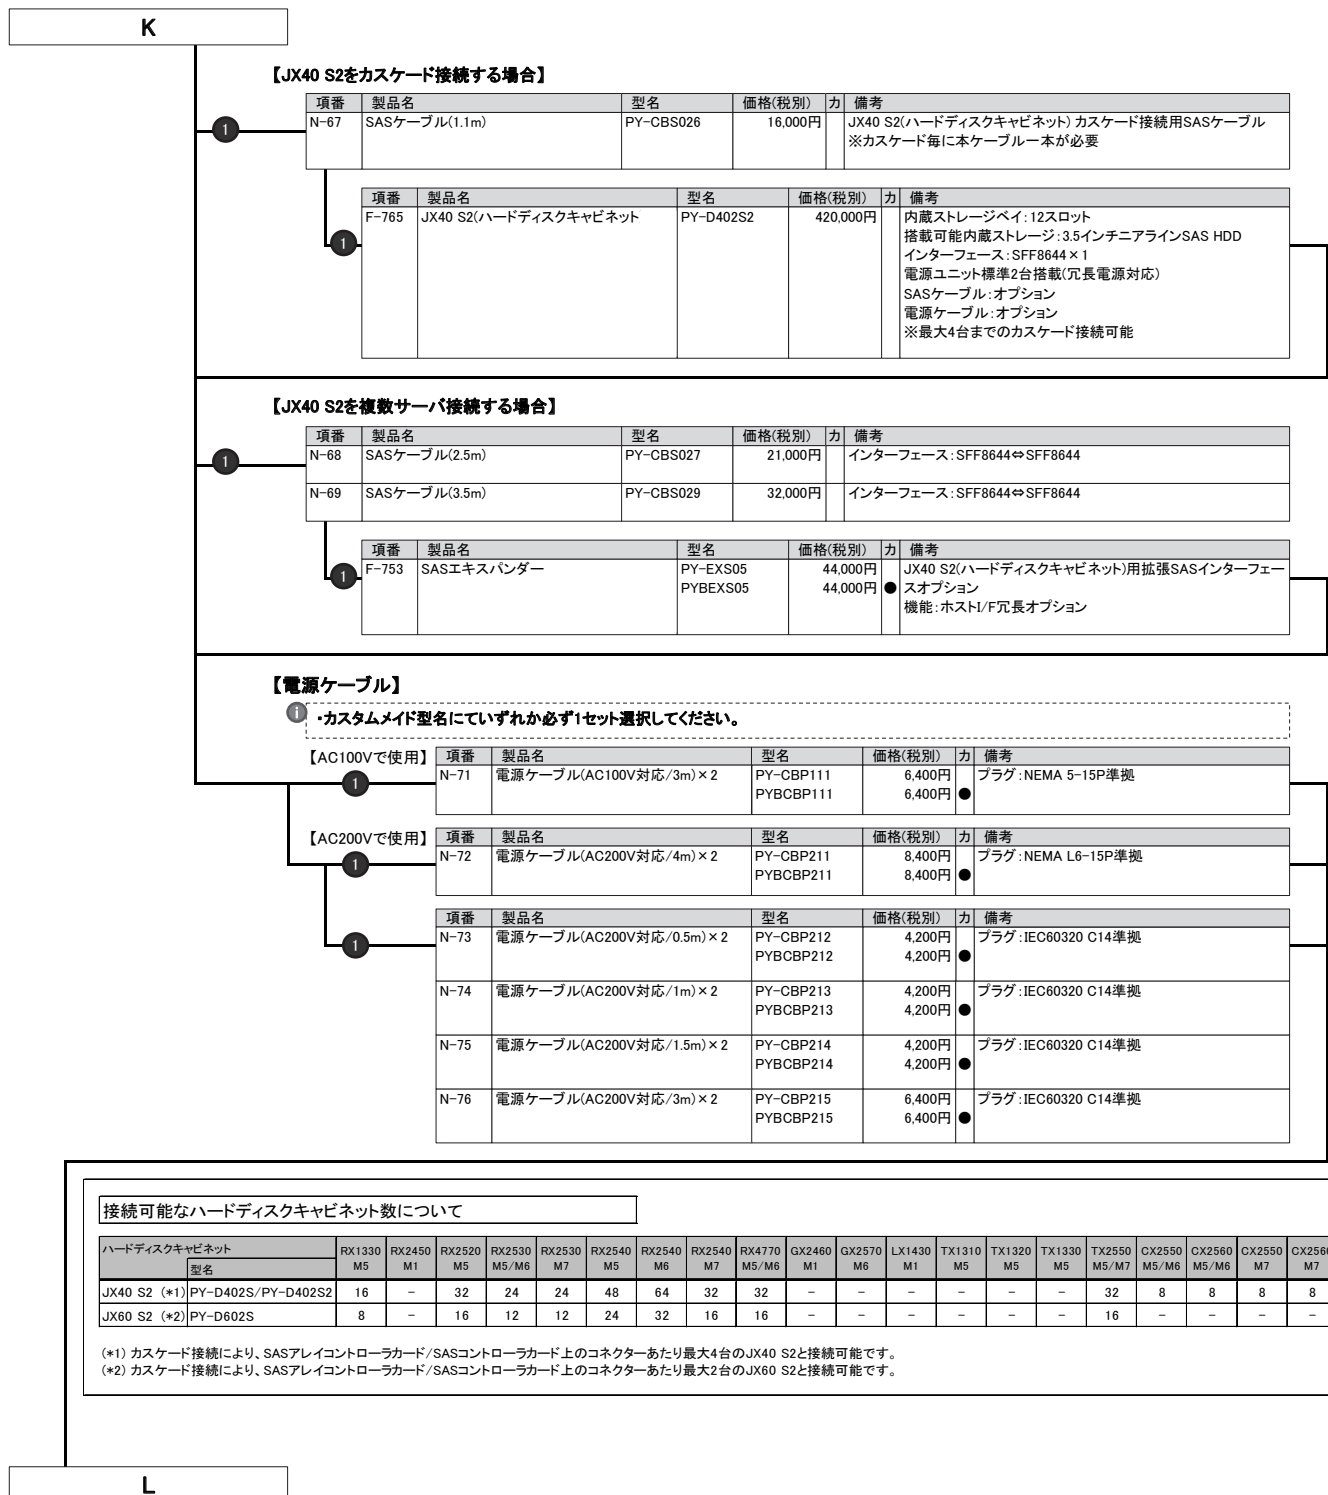 K
【JX40 S2をカスケード接続する場合】
項番 製品名 型名 価格(税別) カ 備考
N-67 SASケーブル(1.1m) PY-CBS026 16,000円 JX40 S2(ハードディスクキャビネット) カスケード接続用SASケーブル
※カスケード毎に本ケーブル一本が必要
1
項番 製品名 型名 価格(税別) カ 備考
F-765 JX40 S2(ハードディスクキャビネット PY-D402S2 420,000円 内蔵ストレージベイ:12スロット
1
搭載可能内蔵ストレージ:3.5インチニアラインSAS HDD
インターフェース:SFF8644×1
電源ユニット標準2台搭載(冗長電源対応)
SASケーブル:オプション
電源ケーブル:オプション
※最大4台までのカスケード接続可能
【JX40 S2を複数サーバ接続する場合】
項番 製品名 型名 価格(税別) カ 備考
N-68 SASケーブル(2.5m) PY-CBS027 21,000円 インターフェース:SFF8644⇔SFF8644
1
N-69 SASケーブル(3.5m) PY-CBS029 32,000円 インターフェース:SFF8644⇔SFF8644
項番 製品名 型名 価格(税別) カ 備考
F-753 SASエキスパンダー PY-EXS05 44,000円 JX40 S2(ハードディスクキャビネット)用拡張SASインターフェー
1
PYBEXS05 44,000円 ● スオプション
機能:ホストI/F冗長オプション
【電源ケーブル】
i ・カスタムメイド型名にていずれか必ず1セット選択してください。
【AC100Vで使用】 項番 製品名 型名 価格(税別) カ 備考
1 N-71 電源ケーブル(AC100V対応/3m)×2 PY-CBP111 6,400円 プラグ:NEMA 5-15P準拠
PYBCBP111 6,400円 ●
【AC200Vで使用】 項番 製品名 型名 価格(税別) カ 備考
1 N-72 電源ケーブル(AC200V対応/4m)×2 PY-CBP211 8,400円 プラグ:NEMA L6-15P準拠
PYBCBP211 8,400円 ●
項番 製品名 型名 価格(税別) カ 備考
1 N-73 電源ケーブル(AC200V対応/0.5m)×2 PY-CBP212 4,200円 プラグ:IEC60320 C14準拠
PYBCBP212 4,200円 ●
N-74 電源ケーブル(AC200V対応/1m)×2 PY-CBP213 4,200円 プラグ:IEC60320 C14準拠
PYBCBP213 4,200円 ●
N-75 電源ケーブル(AC200V対応/1.5m)×2 PY-CBP214 4,200円 プラグ:IEC60320 C14準拠
PYBCBP214 4,200円 ●
N-76 電源ケーブル(AC200V対応/3m)×2 PY-CBP215 6,400円 プラグ:IEC60320 C14準拠
PYBCBP215 6,400円 ●
接続可能なハードディスクキャビネット数について
ハードディスクキャビネット RX1330 RX2450 RX2520 RX2530 RX2530 RX2540 RX2540 RX2540 RX4770 GX2460 GX2570 LX1430 TX1310 TX1320 TX1330 TX2550 CX2550 CX2560 CX2550 CX2560
型名 M5 M1 M5 M5/M6 M7 M5 M6 M7 M5/M6 M1 M6 M1 M5 M5 M5 M5/M7 M5/M6 M5/M6 M7 M7
JX40 S2 (*1) PY-D402S/PY-D402S2 16 - 32 24 24 48 64 32 32 - - - - - - 32 8 8 8 8
JX60 S2 (*2) PY-D602S 8 - 16 12 12 24 32 16 16 - - - - - - 16 - - - -
(*1) カスケード接続により、SASアレイコントローラカード/SASコントローラカード上のコネクターあたり最大4台のJX40 S2と接続可能です。
(*2) カスケード接続により、SASアレイコントローラカード/SASコントローラカード上のコネクターあたり最大2台のJX60 S2と接続可能です。
L